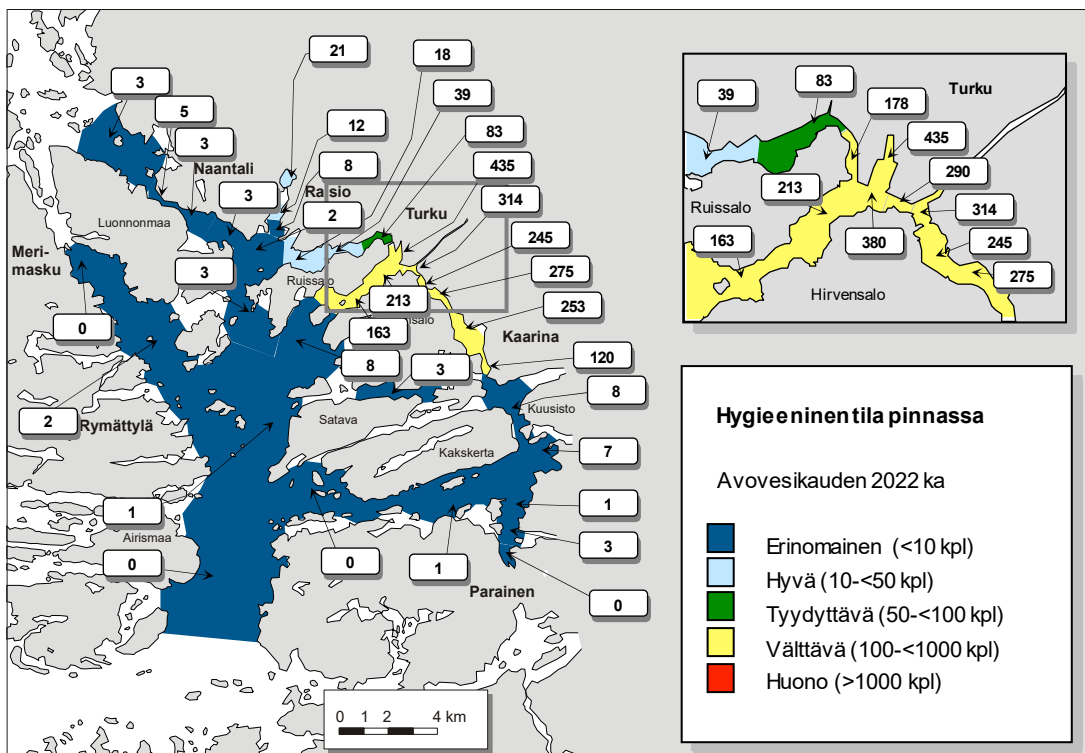 21
18
3
39
5
12
83
3
Naantali
8
435
Raisio
3
2
Turku
314
Luonnonmaa
245
Meri-
masku
3
Ruissalo
275
213
salo
253
0
163
Kaarina
8
3
120
2
Rymättylä
Satava
8
Kuusisto
Kakskerta
7
1
1
Airismaa
0
0
1
3
Parainen
0
0 1 2 4 km
39
83
178
Turku
435
290
213
Ruissalo
314
163
380
245
275
Hirvensalo
Hygieeninen tila pinnassa
Avovesikauden 2022 ka
Erinomainen (<10 kpl)
Hyvä (10-<50 kpl)
Tyydyttävä (50-<100 kpl)
Välttävä (100-<1000 kpl)
Huono (>1000 kpl)